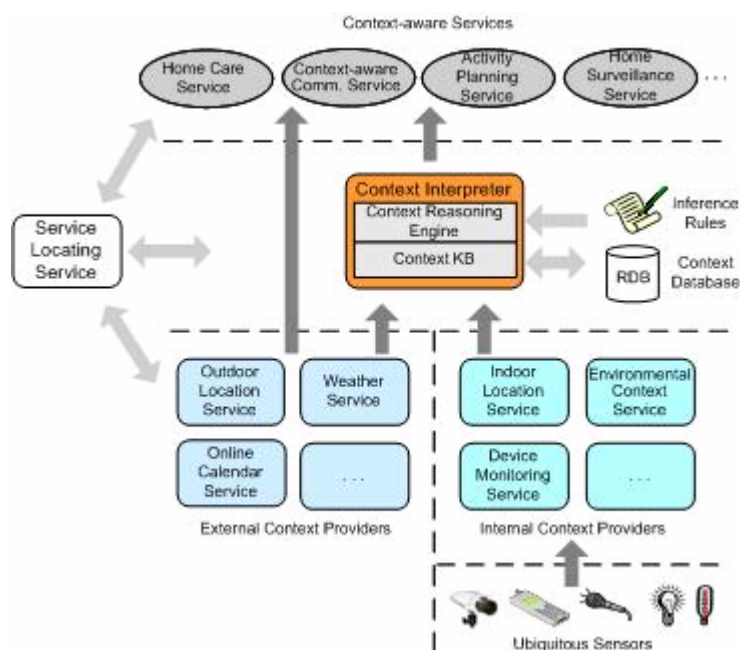 Context-aware Services
Home Care
Service
Context-aware
Comm. Service
Activity
Planning
Service
Home
Surveillance
Service
...
Context Interpreter
Context Reasoning
Engine
Context KB
Inference
Rules
RDB
Context
Database
Service
Locating
Service
Outdoor
Location
Service
Weather
Service
Online
Calendar
Service
...
External Context Providers
Indoor
Location
Service
Environmental
Context
Service
Device
Monitoring
Service
...
Internal Context Providers
Ubiquitous Sensors